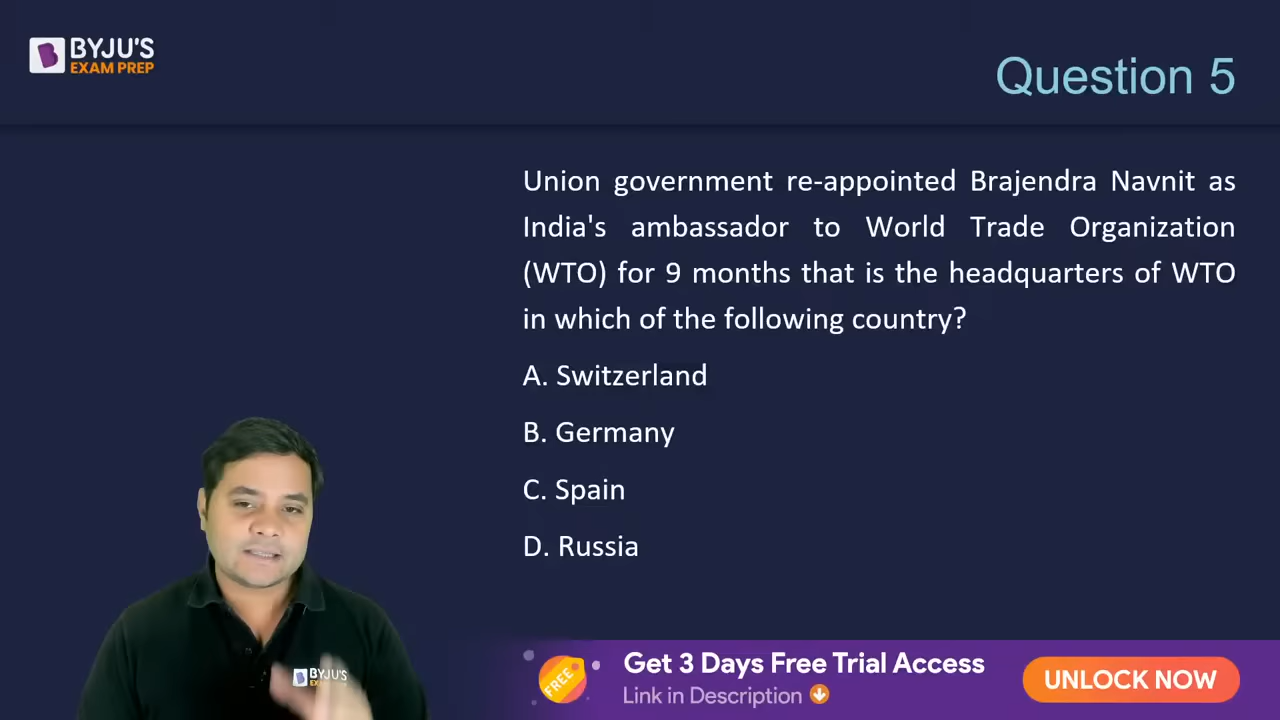 BYJU'S
EXAM PREP
Question 5
Union government re-appointed Brajendra Navnit as
India's ambassador to World Trade Organization
(WTO) for 9 months that is the headquarters of WTO
in which of the following country?
A. Switzerland
B. Germany
C. Spain
D. Russia
BYJU'S
FREE
Get 3 Days Free Trial Access
Link in Description
UNLOCK NOW